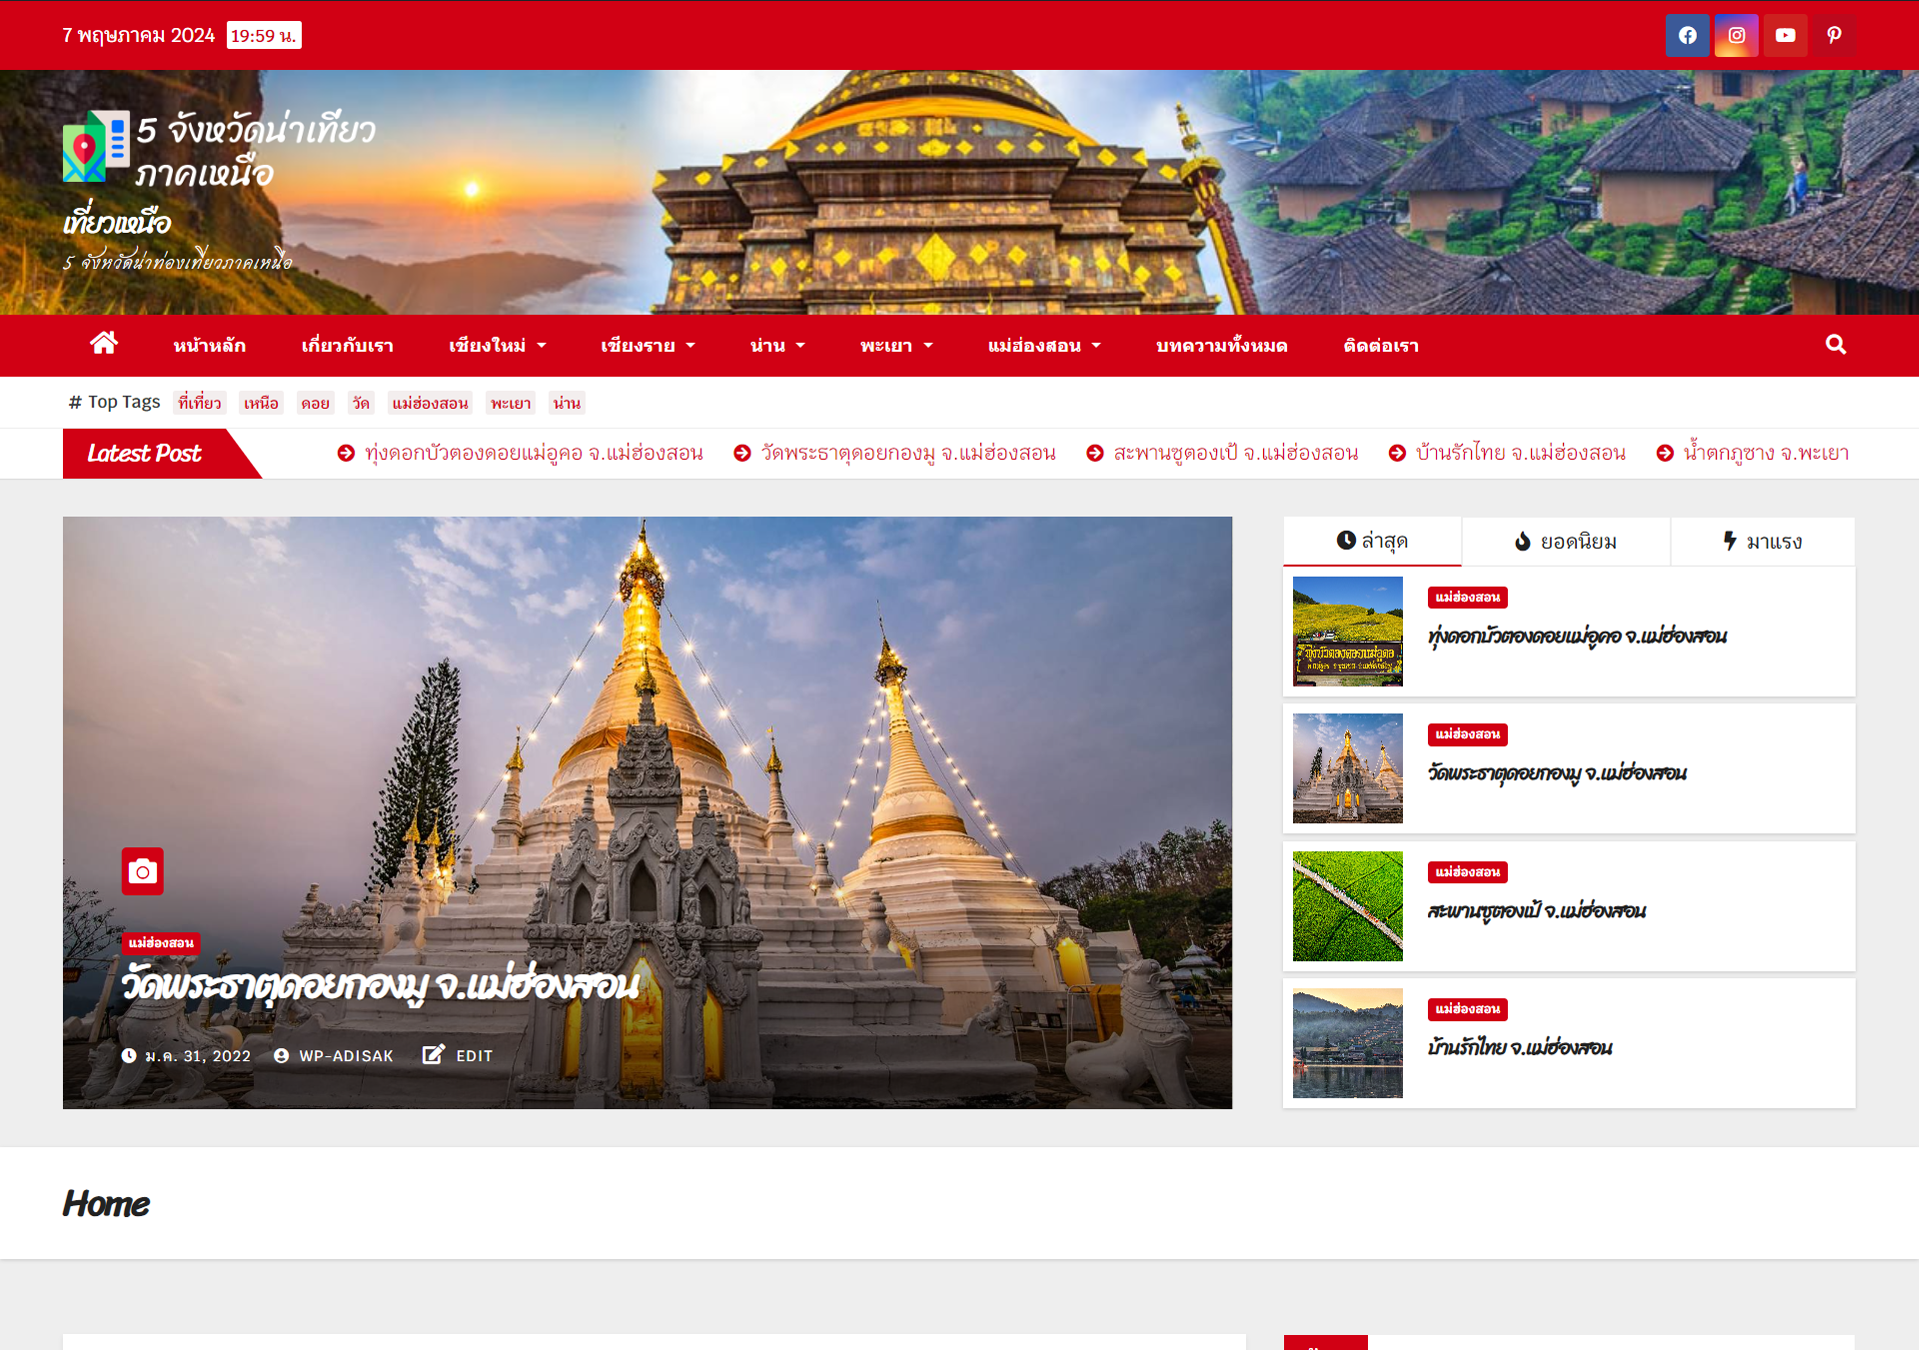 7 พฤษภาคม 2024 19:59 น.
5 จังหวัดน่าเที่ยว
ภาคเหนือ
เที่ยวเหนือ
5 จังหวัดน่าท่องเที่ยวภาคเหนือ
หน้าหลัก เกี่ยวกับเรา เชียงใหม่ เชียงราย น่าน พะเยา แม่ฮ่องสอน บทความทั้งหมด ติดต่อเรา
# Top Tags ที่เที่ยว เหนือ ดอย วัด แม่ฮ่องสอน พะเยา น่าน
Latest Post ทุ่งดอกบัวตองดอยแม่อูคอ จ.แม่ฮ่องสอน วัดพระธาตุดอยกองมู จ.แม่ฮ่องสอน สะพานซูตองเป้ จ.แม่ฮ่องสอน บ้านรักไทย จ.แม่ฮ่องสอน น้ำตกภูซาง จ.พะเยา
แม่ฮ่องสอน
วัดพระธาตุดอยกองมู จ.แม่ฮ่องสอน
ม.ค. 31, 2022 WP-ADISAK EDIT
ล่าสุด ยอดนิยม มาแรง
แม่ฮ่องสอน
ทุ่งดอกบัวตองดอยแม่อูคอ จ.แม่ฮ่องสอน
แม่ฮ่องสอน
วัดพระธาตุดอยกองมู จ.แม่ฮ่องสอน
แม่ฮ่องสอน
สะพานซูตองเป้ จ.แม่ฮ่องสอน
แม่ฮ่องสอน
บ้านรักไทย จ.แม่ฮ่องสอน
Home